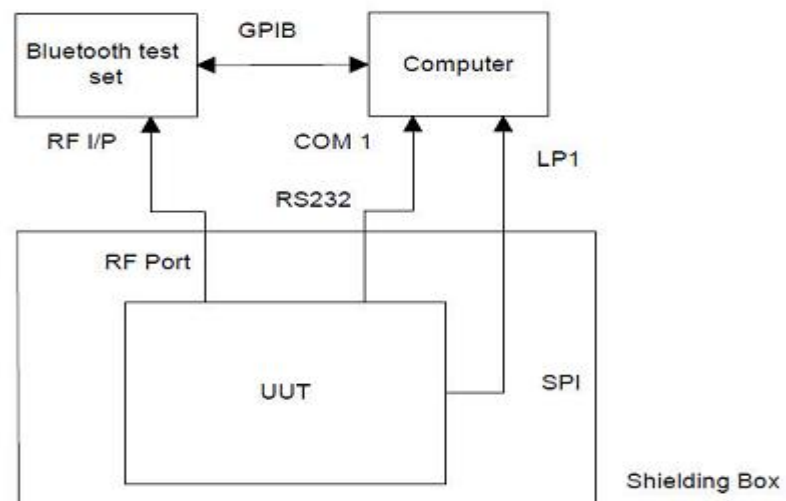 GPIB
Bluetooth test
set
Computer
RF I/P
COM 1
LP1
RS232
RF Port
UUT
SPI
Shielding Box